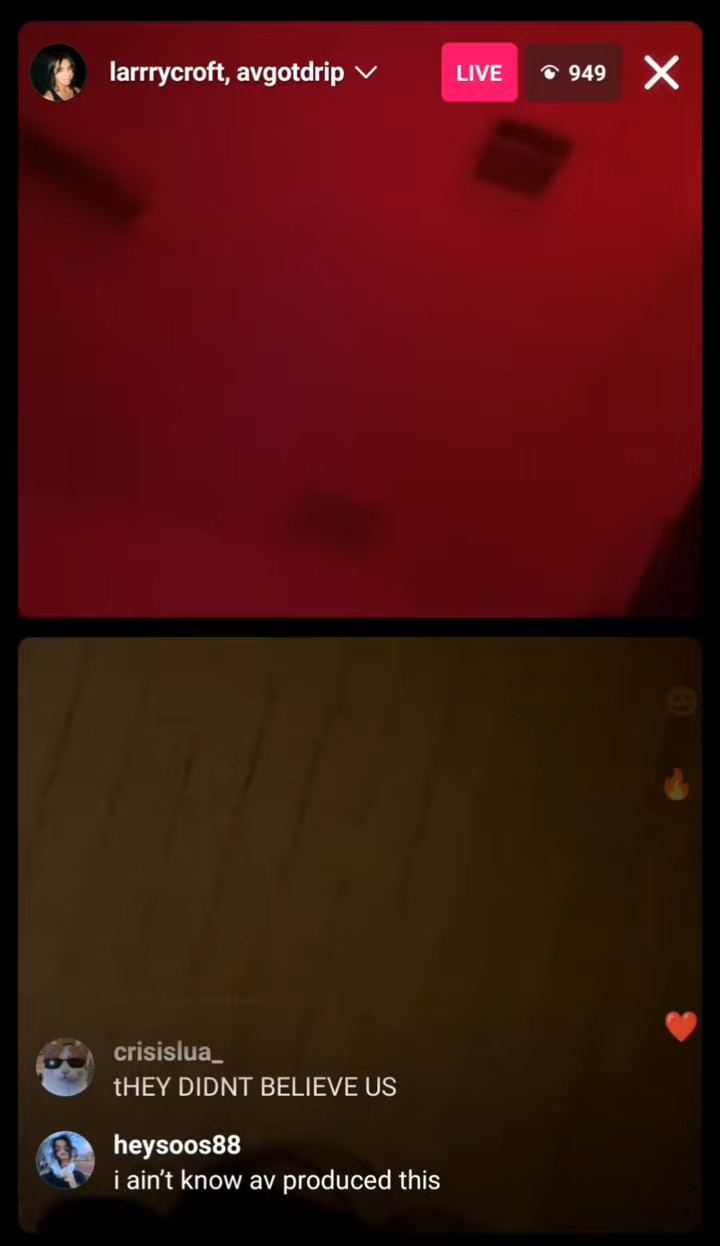 larrrycroft, avgotdrip
LIVE
949
crisislua_
tHEY DIDNT BELIEVE US
heysoos88
i ain't know av produced this